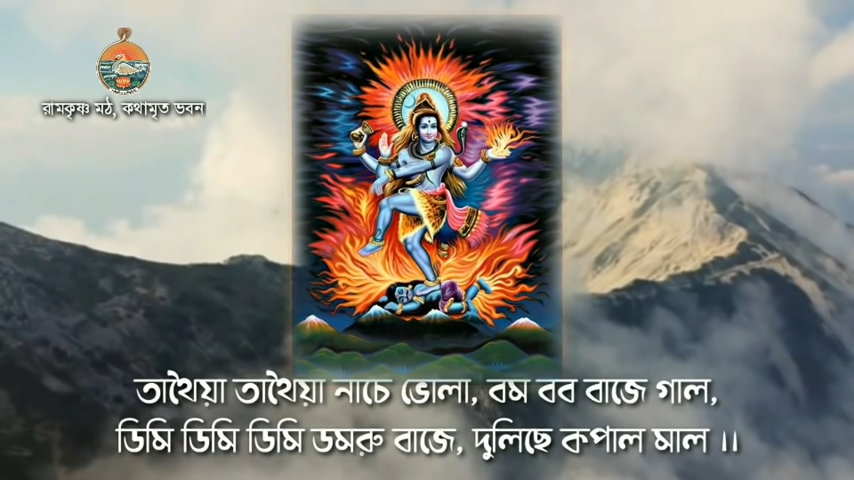 রামকৃষ্ণ মঠ, কথামৃত ভবন
তাথৈয়া তাথৈয়া নাচে ভোলা, বম বব বাজে গাল,
ডিমি ডিমি ডিমি ডমরু বাজে, দুলিছে কপাল মাল ।।